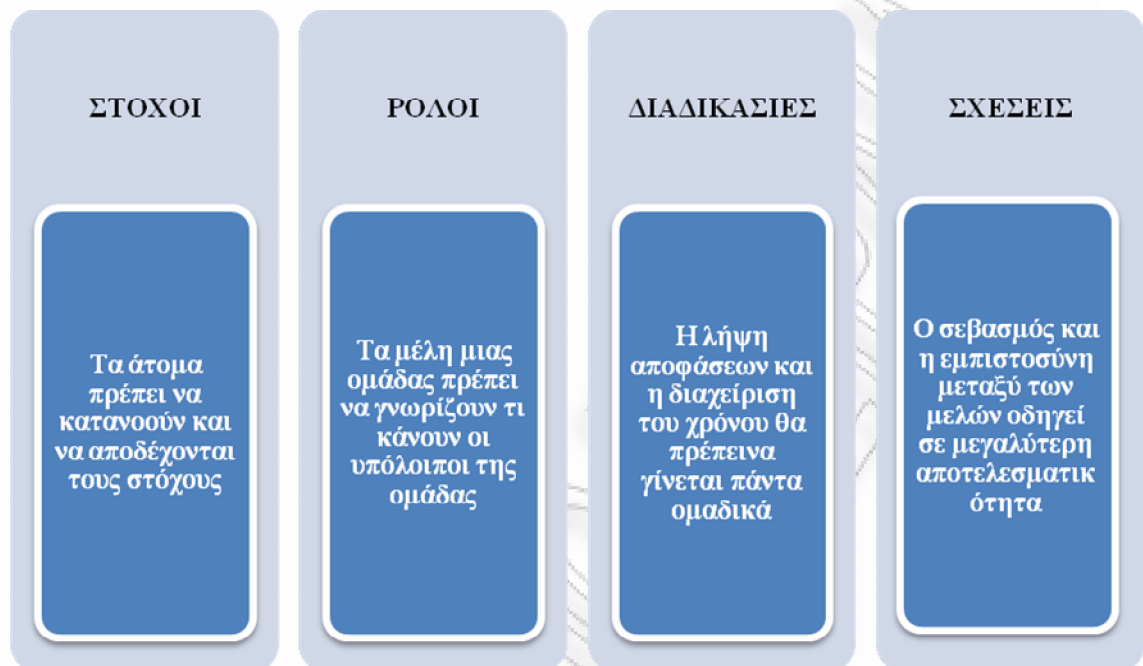 ΣΤΟΧΟΙ
Τα άτομα
πρέπει να
κατανοούν και
να αποδέχονται
τους στόχους
ΡΟΛΟΙ
Τα μέλη μιας
ομάδας πρέπει
να γνωρίζουν τι
κάνουν οι
υπόλοιποι της
ομάδας
ΔΙΑΔΙΚΑΣΙΕΣ
Η λήψη
αποφάσεων και
η διαχείριση
του χρόνου θα
πρέπεινα
γίνεται πάντα
ομαδικά
ΣΧΕΣΕΙΣ
Ο σεβασμός και
η εμπιστοσύνη
μεταξύ των
μελών οδηγεί
σε μεγαλύτερη
αποτελεσματικ
ότητα